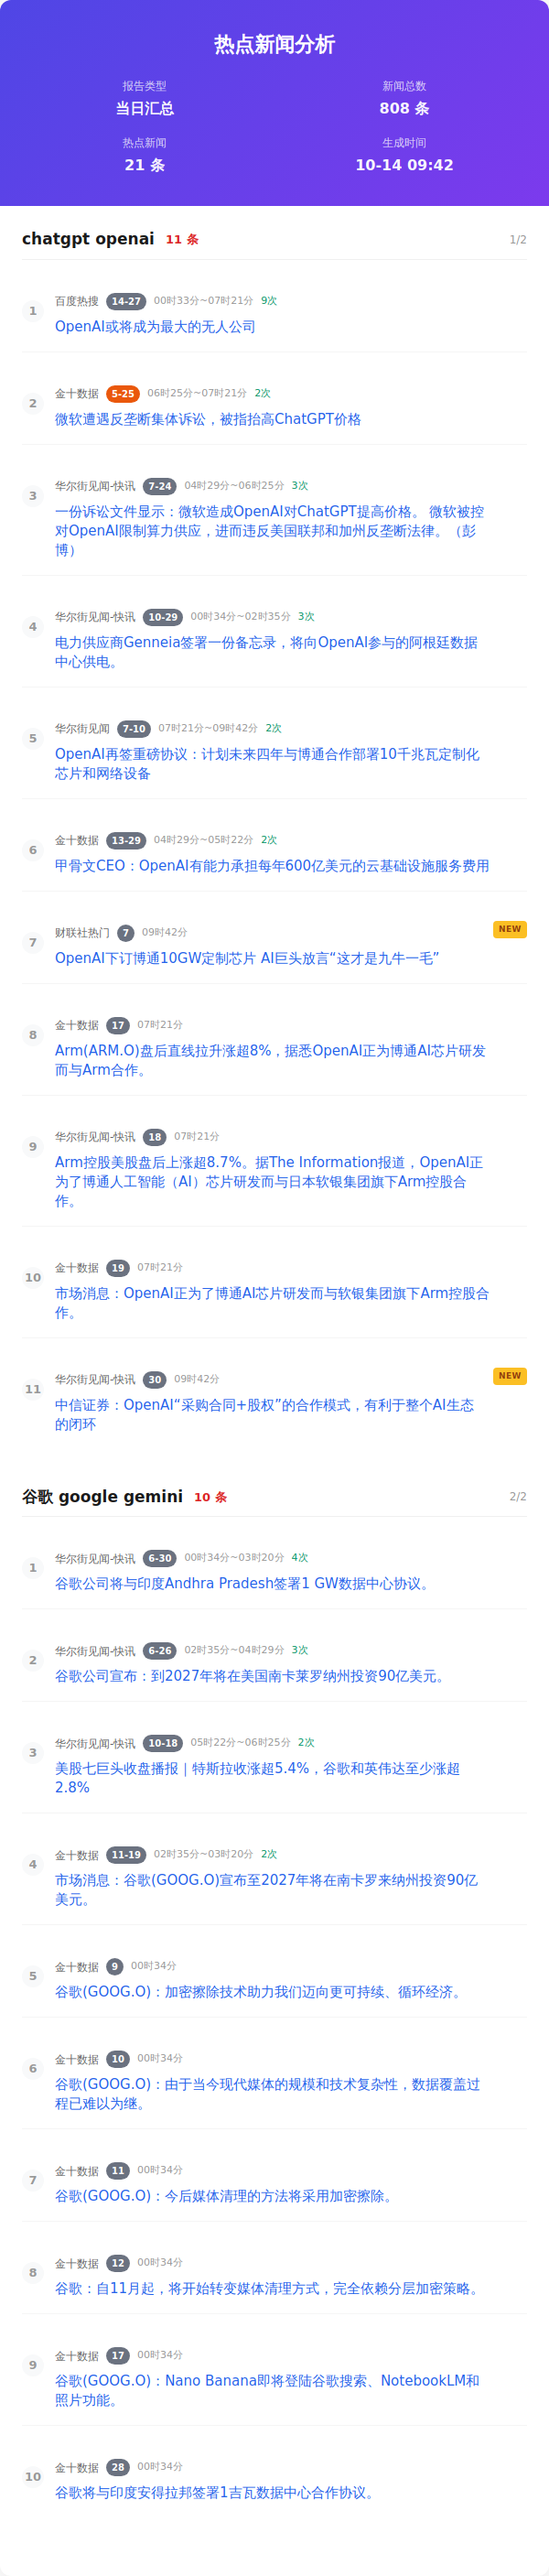 热点新闻分析
报告类型
当日汇总
新闻总数
808 条
热点新闻
21 条
生成时间
10-14 09:42
chatgpt openai 11 条 1/2
1
百度热搜 14-27 00时33分~07时21分 9次
OpenAI或将成为最大的无人公司
2
金十数据 5-25 06时25分~07时21分 2次
微软遭遇反垄断集体诉讼，被指抬高ChatGPT价格
3
华尔街见闻-快讯 7-24 04时29分~06时25分 3次
一份诉讼文件显示：微软造成OpenAI对ChatGPT提高价格。 微软被控
对OpenAI限制算力供应，进而违反美国联邦和加州反垄断法律。（彭
博）
4
华尔街见闻-快讯 10-29 00时34分~02时35分 3次
电力供应商Genneia签署一份备忘录，将向OpenAI参与的阿根廷数据
中心供电。
5
华尔街见闻 7-10 07时21分~09时42分 2次
OpenAI再签重磅协议：计划未来四年与博通合作部署10千兆瓦定制化
芯片和网络设备
6
金十数据 13-29 04时29分~05时22分 2次
甲骨文CEO：OpenAI有能力承担每年600亿美元的云基础设施服务费用
7
财联社热门 7 09时42分 NEW
OpenAI下订博通10GW定制芯片 AI巨头放言“这才是九牛一毛”
8
金十数据 17 07时21分
Arm(ARM.O)盘后直线拉升涨超8%，据悉OpenAI正为博通AI芯片研发
而与Arm合作。
9
华尔街见闻-快讯 18 07时21分
Arm控股美股盘后上涨超8.7%。据The Information报道，OpenAI正
为了博通人工智能（AI）芯片研发而与日本软银集团旗下Arm控股合
作。
10
金十数据 19 07时21分
市场消息：OpenAI正为了博通AI芯片研发而与软银集团旗下Arm控股合
作。
11
华尔街见闻-快讯 30 09时42分 NEW
中信证券：OpenAI“采购合同+股权”的合作模式，有利于整个AI生态
的闭环
谷歌 google gemini 10 条 2/2
1
华尔街见闻-快讯 6-30 00时34分~03时20分 4次
谷歌公司将与印度Andhra Pradesh签署1 GW数据中心协议。
2
华尔街见闻-快讯 6-26 02时35分~04时29分 3次
谷歌公司宣布：到2027年将在美国南卡莱罗纳州投资90亿美元。
3
华尔街见闻-快讯 10-18 05时22分~06时25分 2次
美股七巨头收盘播报｜特斯拉收涨超5.4%，谷歌和英伟达至少涨超
2.8%
4
金十数据 11-19 02时35分~03时20分 2次
市场消息：谷歌(GOOG.O)宣布至2027年将在南卡罗来纳州投资90亿
美元。
5
金十数据 9 00时34分
谷歌(GOOG.O)：加密擦除技术助力我们迈向更可持续、循环经济。
6
金十数据 10 00时34分
谷歌(GOOG.O)：由于当今现代媒体的规模和技术复杂性，数据覆盖过
程已难以为继。
7
金十数据 11 00时34分
谷歌(GOOG.O)：今后媒体清理的方法将采用加密擦除。
8
金十数据 12 00时34分
谷歌：自11月起，将开始转变媒体清理方式，完全依赖分层加密策略。
9
金十数据 17 00时34分
谷歌(GOOG.O)：Nano Banana即将登陆谷歌搜索、NotebookLM和
照片功能。
10
金十数据 28 00时34分
谷歌将与印度安得拉邦签署1吉瓦数据中心合作协议。